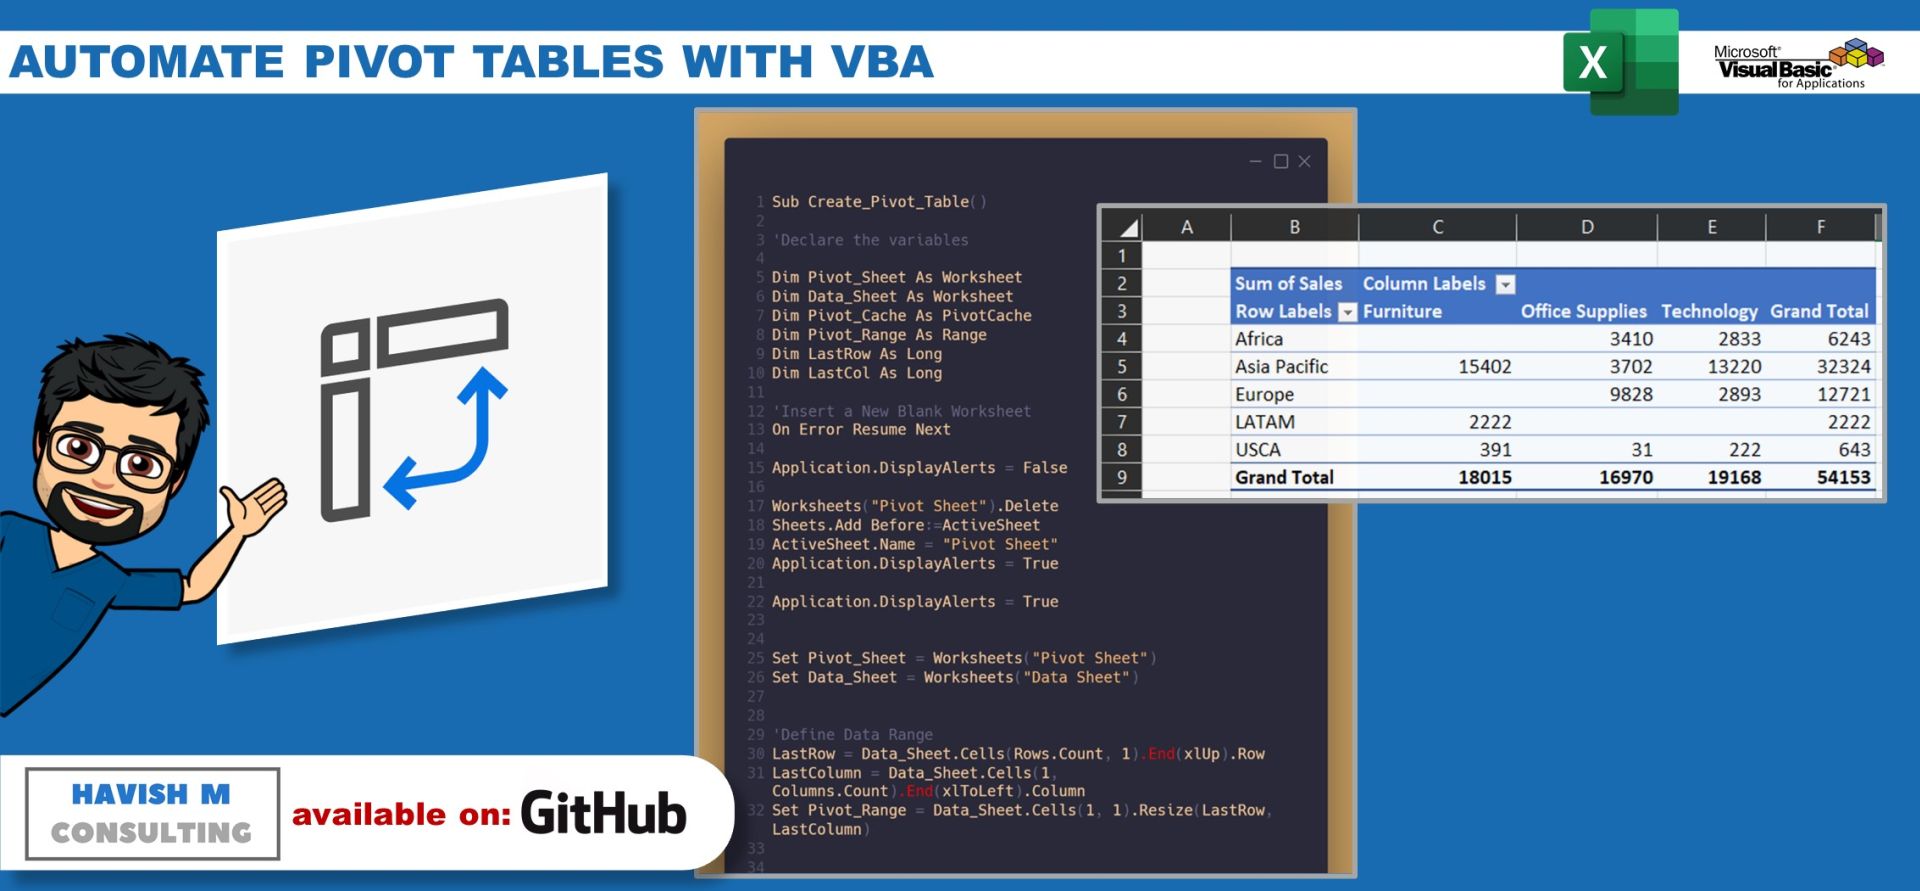 AUTOMATE PIVOT TABLES WITH VBA
X
Microsoft®
Visual Basic®
for Applications
1 Sub Create_Pivot_Table()
2
3 'Declare the variables
4
5 Dim Pivot_Sheet As Worksheet
6 Dim Data_Sheet As Worksheet
7 Dim Pivot_Cache As PivotCache
8 Dim Pivot_Range As Range
9 Dim LastRow As Long
10 Dim LastCol As Long
11
12 'Insert a New Blank Worksheet
13 On Error Resume Next
14
15 Application.DisplayAlerts = False
16
17 Worksheets("Pivot Sheet").Delete
18 Sheets.Add Before:=ActiveSheet
19 ActiveSheet.Name = "Pivot Sheet"
20 Application.DisplayAlerts = True
21
22 Application.DisplayAlerts = True
23
24
25 Set Pivot_Sheet = Worksheets("Pivot Sheet")
26 Set Data_Sheet = Worksheets("Data Sheet")
27
28
29 'Define Data Range
30 LastRow = Data_Sheet.Cells(Rows.Count, 1).End(xlUp).Row
31 LastColumn = Data_Sheet.Cells(1,
Columns.Count).End(xlToLeft).Column
32 Set Pivot_Range = Data_Sheet.Cells(1, 1).Resize(LastRow,
LastColumn)
33
34
A B C D E F
1
2 Sum of Sales Column Labels
3 Row Labels Furniture Office Supplies Technology Grand Total
4 Africa 3410 2833 6243
5 Asia Pacific 15402 3702 13220 32324
6 Europe 9828 2893 12721
7 LATAM 2222 2222
8 USCA 391 31 222 643
9 Grand Total 18015 16970 19168 54153
HAVISH M
CONSULTING
available on: GitHub